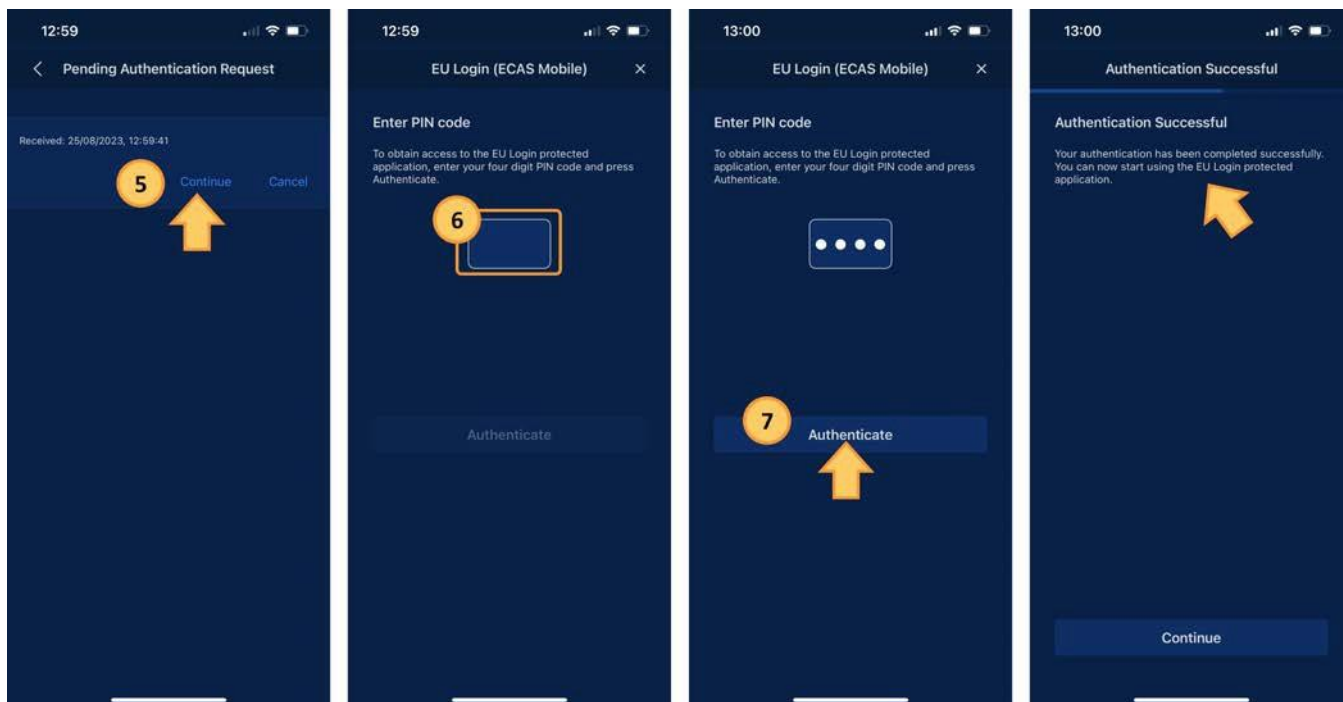 12:59
Pending Authentication Request
Received: 25/08/2023, 12:59:41
5
Continue
Cancel
12:59
EU Login (ECAS Mobile)
Enter PIN code
To obtain access to the EU Login protected
application, enter your four digit PIN code and press
Authenticate.
6
Authenticate
13:00
EU Login (ECAS Mobile)
Enter PIN code
To obtain access to the EU Login protected
application, enter your four digit PIN code and press
Authenticate.
7
Authenticate
13:00
Authentication Successful
Authentication Successful
Your authentication has been completed successfully.
You can now start using the EU Login protected
application.
Continue